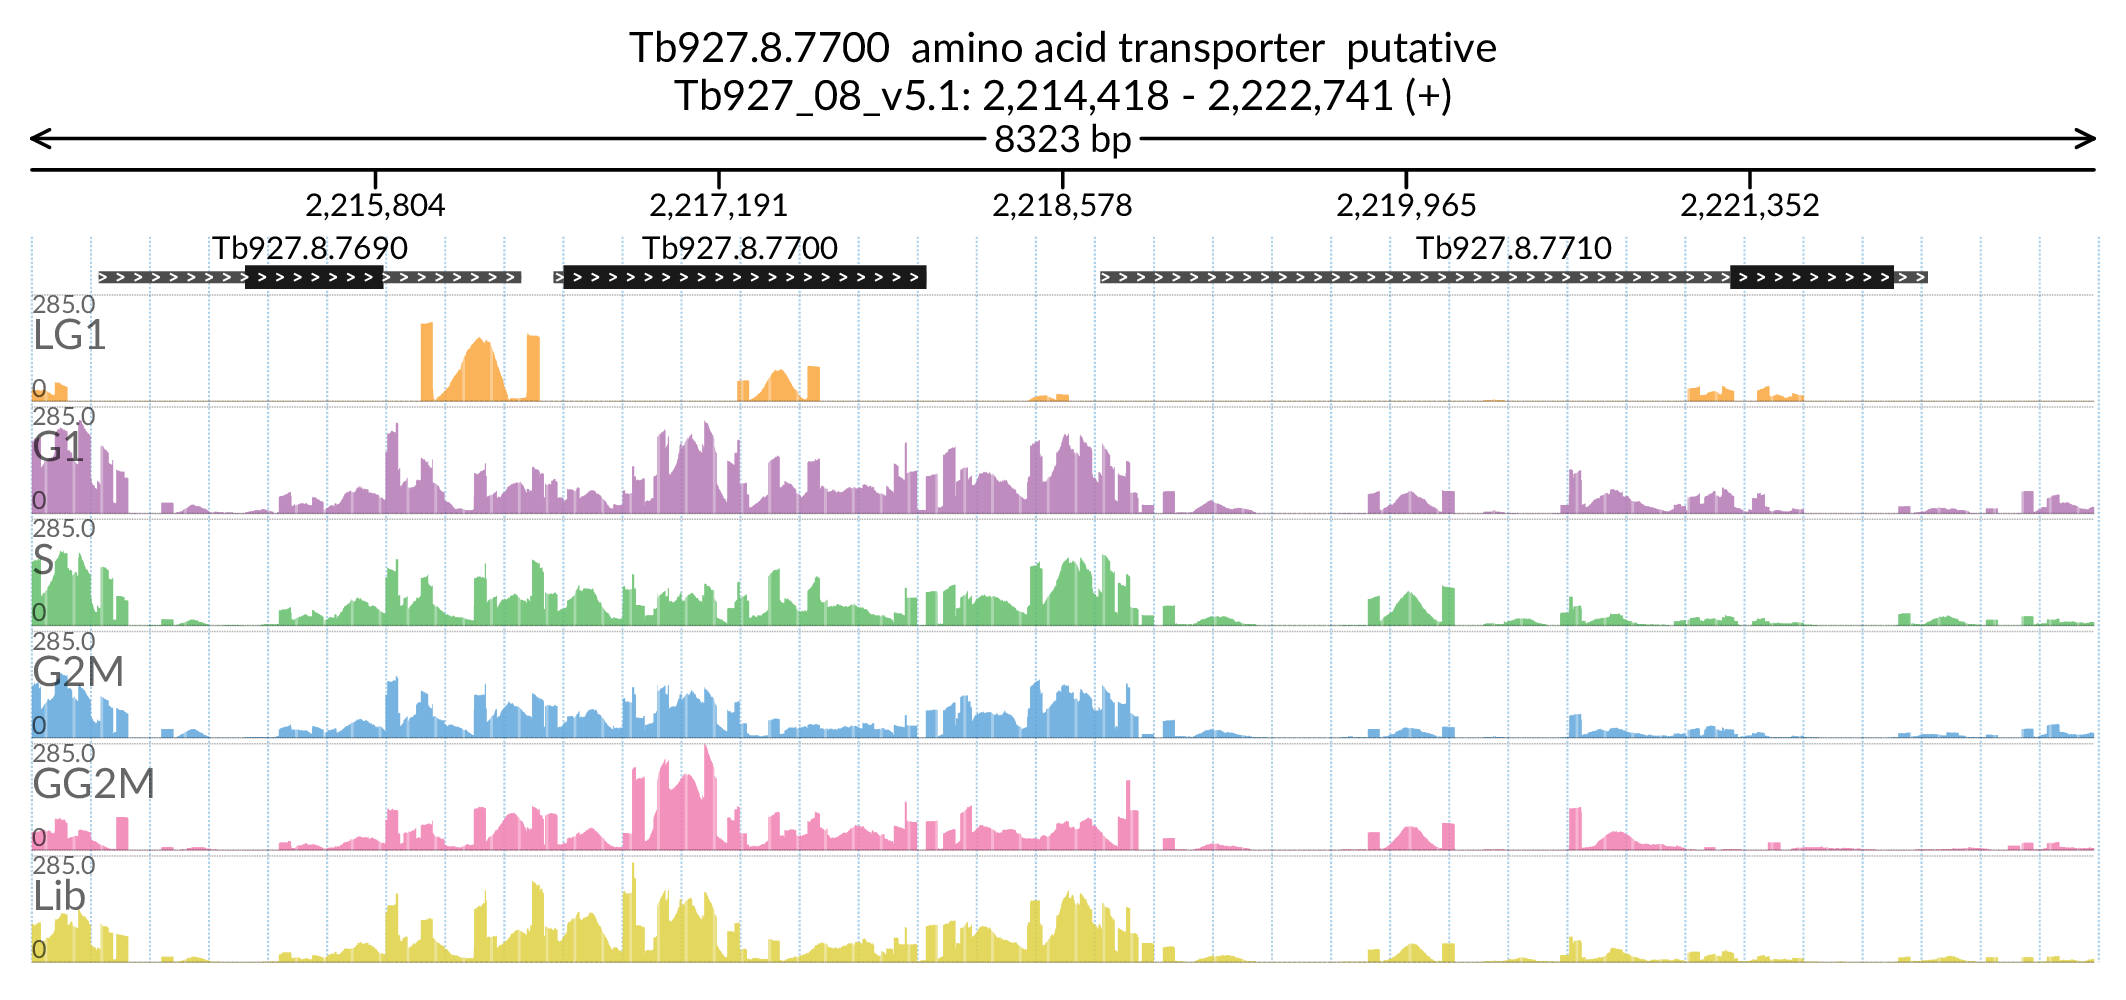 Tb927.8.7700  amino acid transporter  putative
Tb927_08_v5.1: 2,214,418 - 2,222,741 (+)
8323 bp
2,215,804 2,217,191 2,218,578 2,219,965 2,221,352
Tb927.8.7690 Tb927.8.7700 Tb927.8.7710
285.0
LG1
0
285.0
G1
0
285.0
S
0
285.0
G2M
0
285.0
GG2M
0
285.0
Lib
0